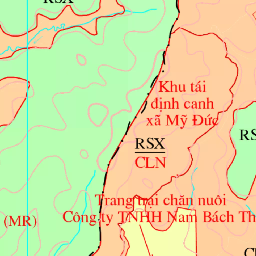 RSX
Khu tái
định canh
xã Mỹ Đức
RSX
CLN
Trang trại chăn nuôi
(MR)
Công ty TNHH Nam Bách Th